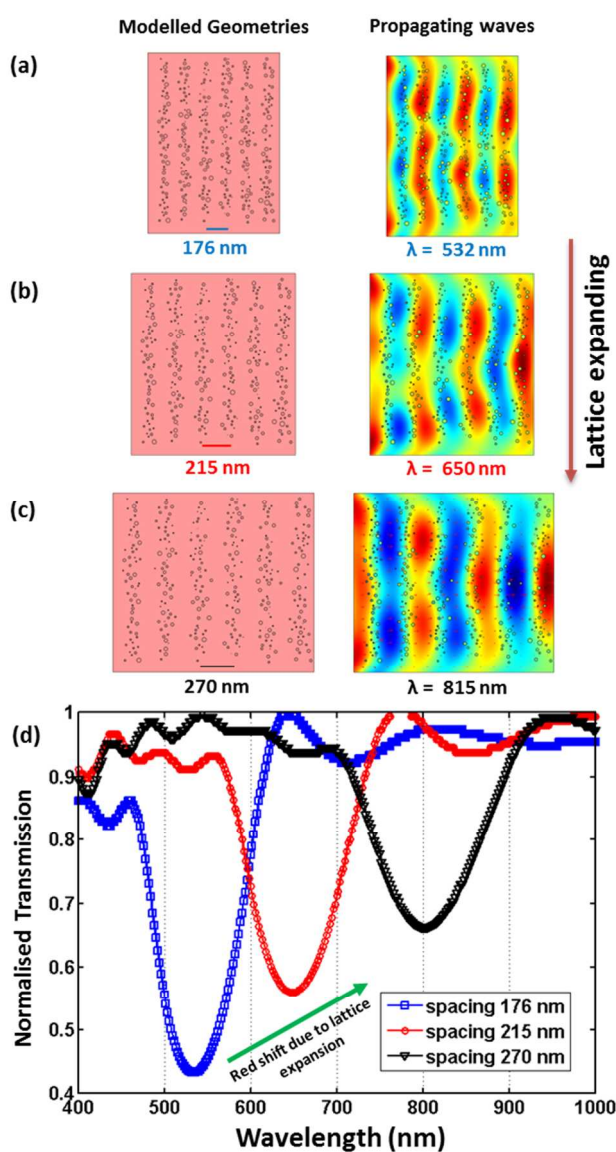 Modelled Geometries
Propagating waves
(a)
176 nm
λ = 532 nm
(b)
215 nm
λ = 650 nm
(c)
270 nm
λ = 815 nm
Lattice expanding
(d)
Normalised Transmission
1
0.9
0.8
0.7
0.6
0.5
0.4
Red shift due to lattice
expansion
spacing 176 nm
spacing 215 nm
spacing 270 nm
400 500 600 700 800 900 1000
Wavelength (nm)